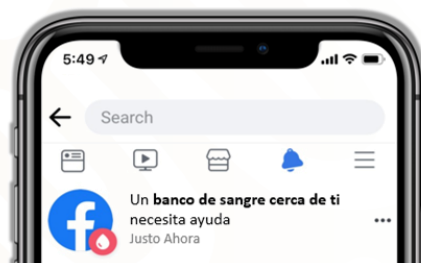 5:49
Search
Un banco de sangre cerca de ti
necesita ayuda
Justo Ahora